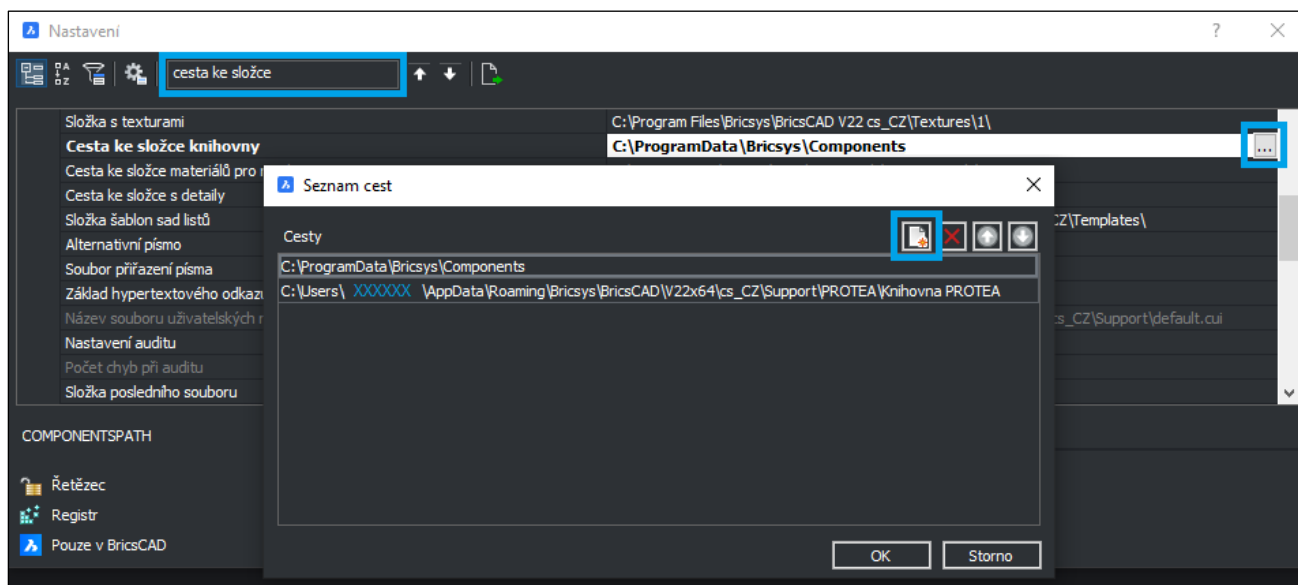 Nastavení
?
A
Z
cesta ke složce
Složka s texturami C:\Program Files\Bricsys\BricsCAD V22 cs_CZ\Textures\1\
Cesta ke složce knihovny C:\ProgramData\Bricsys\Components ...
Cesta ke složce materiálů pro
Seznam cest
Cesta ke složce s detaily
Složka šablon sad listů CZ\Templates\
Cesty
Alternativní písmo
Soubor přiřazení písma C:\ProgramData\Bricsys\Components
Základ hypertextového C:\Users\ XXXXXX \AppData\Roaming\Bricsys\BricsCAD\V22x64\cs_CZ\Support\PROTEA\Knihovna PROTEA
Název souboru uživatelských cs_CZ\Support\default.cui
Nastavení auditu
Počet chyb při auditu
Složka posledního souboru
COMPONENTSPATH
Řetězec
Registr
Pouze v BricsCAD
OK Storno